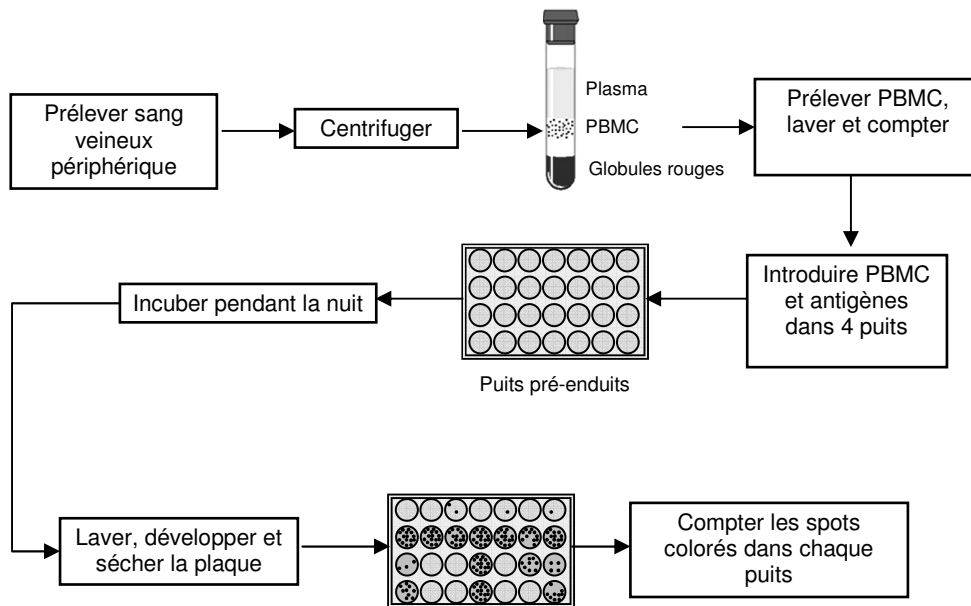 Prélever sang
veineux
périphérique
Centrifuger
Plasma
PBMC
Globules rouges
Prélever PBMC,
laver et compter
Introduire PBMC
et antigènes
dans 4 puits
Puits pré-enduits
Incuber pendant la nuit
Laver, développer et
sécher la plaque
Compter les spots
colorés dans chaque
puits